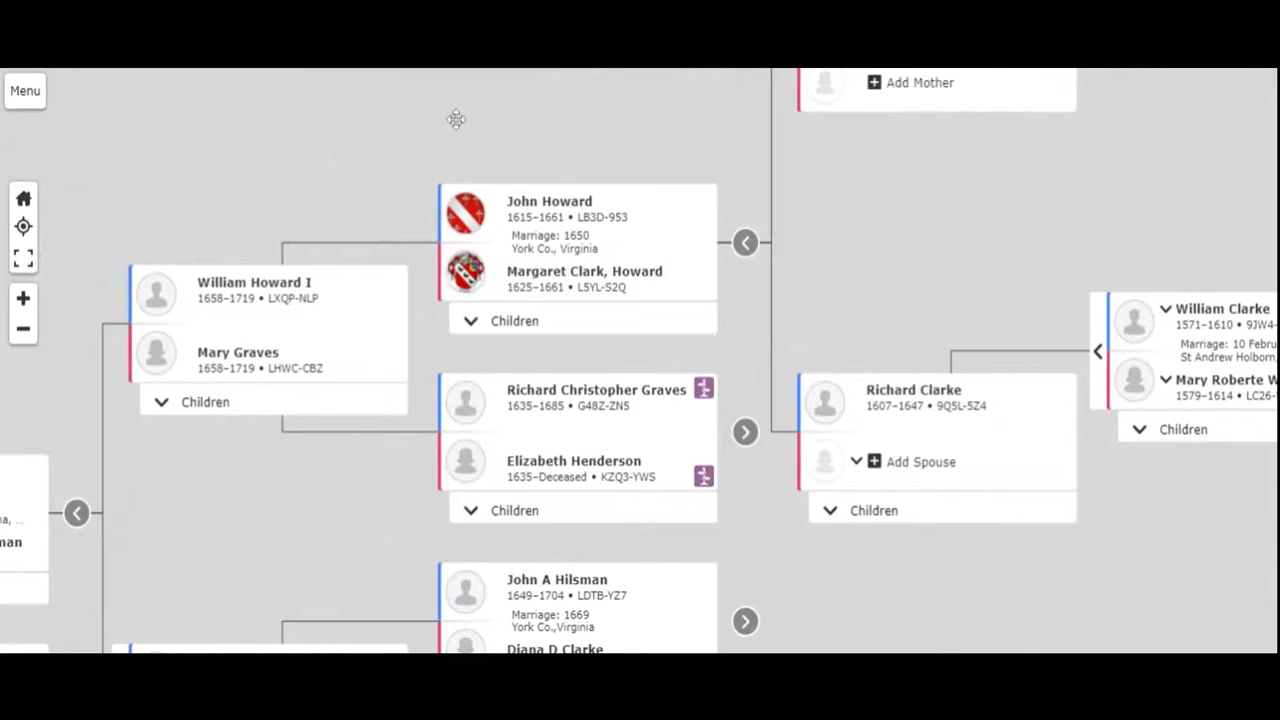 Menu
Add Mother
John Howard
1615-1661 • LB3D-953
Marriage: 1650
York Co., Virginia
Margaret Clark, Howard
1625-1661 • L5YL-S2Q
Children
William Howard I
1658-1719 • LXQP-NLP
Mary Graves
1658-1719 • LHWC-CBZ
Children
Richard Christopher Graves
1635-1685 • G48Z-ZN5
Elizabeth Henderson
1635-Deceased • KZQ3-YWS
Children
William Clarke
1571-1610 • 9JW4-
Marriage: 10 Febru
St Andrew Holborn,
Mary Roberte W
1579-1614 • LC26-
Children
Richard Clarke
1607-1647 • 9Q5L-5Z4
Add Spouse
Children
na, ...
man
John A Hilsman
1649-1704 • LDTB-YZ7
Marriage: 1669
York Co.,Virginia
Diana D Clarke